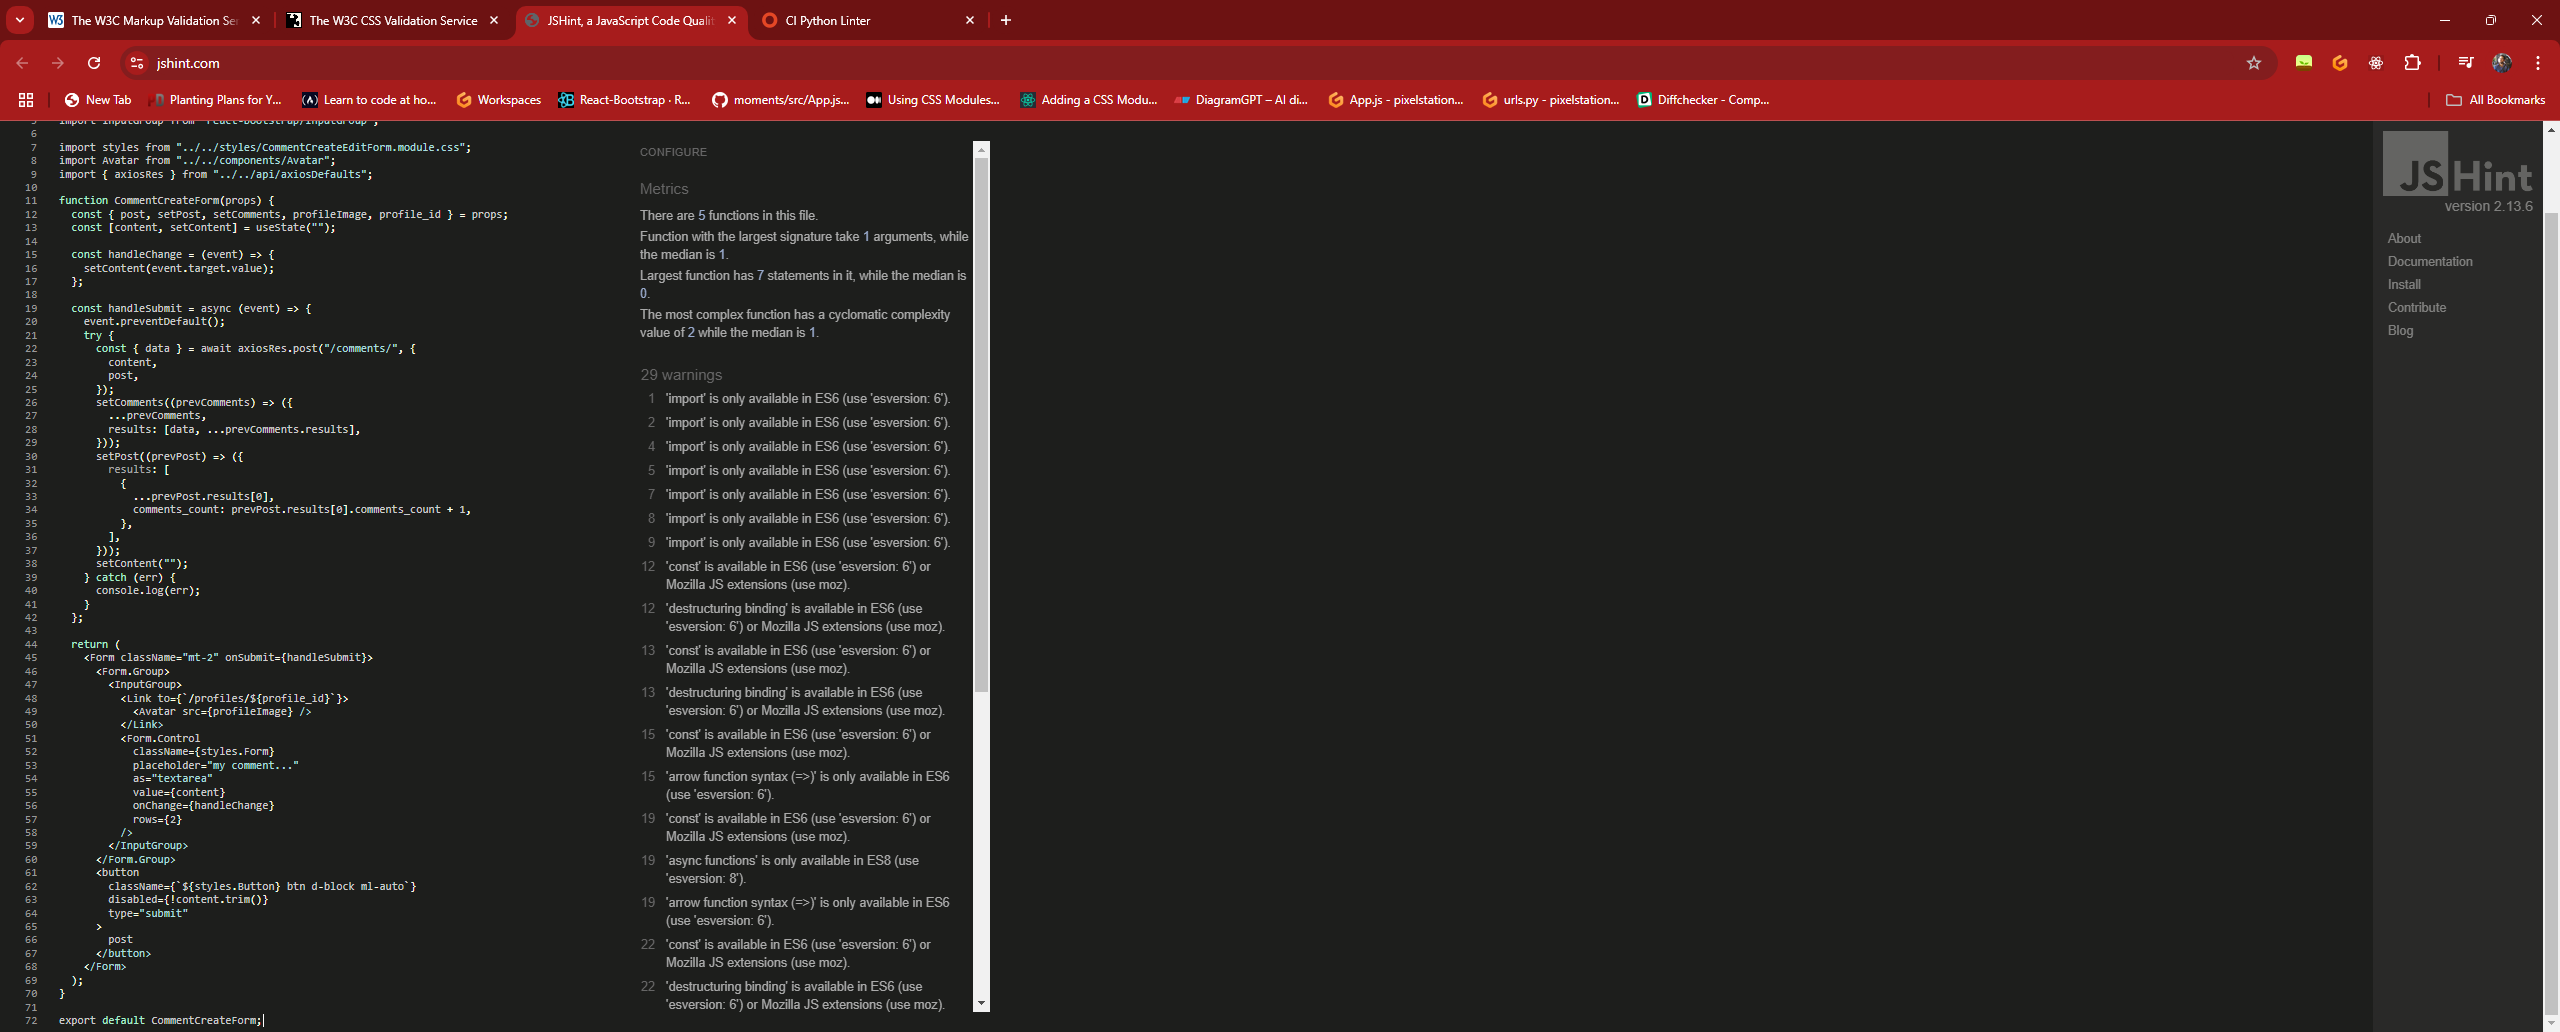 The W3C Markup Validation Se
The W3C CSS Validation Service
JSHint, a JavaScript Code Qualit
CI Python Linter
jshint.com
New Tab
Planting Plans for Y...
Learn to code at ho...
Workspaces
React-Bootstrap · R...
moments/src/App.js...
Using CSS Modules...
Adding a CSS Modu...
DiagramGPT – AI di...
App.js - pixelstation...
urls.py - pixelstation...
Diffchecker - Comp...
All Bookmarks
5 import InputGroup from "react-bootstrap/InputGroup";
6
7 import styles from "../../styles/CommentCreateEditForm.module.css";
8 import Avatar from "../../components/Avatar";
9 import { axiosRes } from "../../api/axiosDefaults";
10
11 function CommentCreateForm(props) {
12 const { post, setPost, setComments, profileImage, profile_id } = props;
13 const [content, setContent] = useState("");
14
15 const handleChange = (event) => {
16 setContent(event.target.value);
17 };
18
19 const handleSubmit = async (event) => {
20 event.preventDefault();
21 try {
22 const { data } = await axiosRes.post("/comments/", {
23 content,
24 post,
25 });
26 setComments((prevComments) => ({
27 ...prevComments,
28 results: [data, ...prevComments.results],
29 }));
30 setPost((prevPost) => ({
31 results: [
32 {
33 ...prevPost.results[0],
34 comments_count: prevPost.results[0].comments_count + 1,
35 },
36 ],
37 }));
38 setContent("");
39 } catch (err) {
40 console.log(err);
41 }
42 };
43
44 return (
45 <Form className="mt-2" onSubmit={handleSubmit}>
46 <Form.Group>
47 <InputGroup>
48 <Link to={`/profiles/${profile_id}`}>
49 <Avatar src={profileImage} />
50 </Link>
51 <Form.Control
52 className={styles.Form}
53 placeholder="my comment..."
54 as="textarea"
55 value={content}
56 onChange={handleChange}
57 rows={2}
58 />
59 </InputGroup>
60 </Form.Group>
61 <button
62 className={`${styles.Button} btn d-block ml-auto`}
63 disabled={!content.trim()}
64 type="submit"
65 >
66 post
67 </button>
68 </Form>
69 );
70 }
71
72 export default CommentCreateForm;
CONFIGURE
Metrics
There are 5 functions in this file.
Function with the largest signature take 1 arguments, while
the median is 1.
Largest function has 7 statements in it, while the median is
0.
The most complex function has a cyclomatic complexity
value of 2 while the median is 1.
29 warnings
1 'import' is only available in ES6 (use 'esversion: 6').
2 'import' is only available in ES6 (use 'esversion: 6').
4 'import' is only available in ES6 (use 'esversion: 6').
5 'import' is only available in ES6 (use 'esversion: 6').
7 'import' is only available in ES6 (use 'esversion: 6').
8 'import' is only available in ES6 (use 'esversion: 6').
9 'import' is only available in ES6 (use 'esversion: 6').
12 'const' is available in ES6 (use 'esversion: 6') or
Mozilla JS extensions (use moz).
12 'destructuring binding' is available in ES6 (use
'esversion: 6') or Mozilla JS extensions (use moz).
13 'const' is available in ES6 (use 'esversion: 6') or
Mozilla JS extensions (use moz).
13 'destructuring binding' is available in ES6 (use
'esversion: 6') or Mozilla JS extensions (use moz).
15 'const' is available in ES6 (use 'esversion: 6') or
Mozilla JS extensions (use moz).
15 'arrow function syntax (=>)' is only available in ES6
(use 'esversion: 6').
19 'const' is available in ES6 (use 'esversion: 6') or
Mozilla JS extensions (use moz).
19 'async functions' is only available in ES8 (use
'esversion: 8').
19 'arrow function syntax (=>)' is only available in ES6
(use 'esversion: 6').
22 'const' is available in ES6 (use 'esversion: 6') or
Mozilla JS extensions (use moz).
22 'destructuring binding' is available in ES6 (use
'esversion: 6') or Mozilla JS extensions (use moz).
JSHint
version 2.13.6
About
Documentation
Install
Contribute
Blog